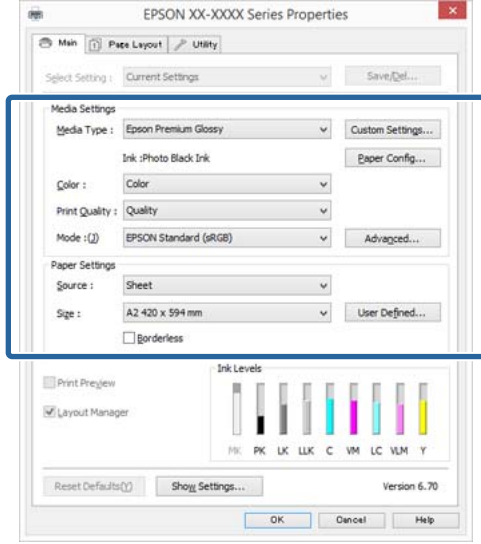 EPSON XX-XXXX Series Properties
Main Page Layout Utility
Select Setting : Current Settings Save/Del...
Media Settings
Media Type : Epson Premium Glossy Custom Settings...
Ink :Photo Black Ink Paper Config...
Color : Color
Print Quality : Quality
Mode :(J) EPSON Standard (sRGB) Advanced...
Paper Settings
Source : Sheet
Size : A2 420 x 594 mm User Defined...
Borderless
Ink Levels
Print Preview
Layout Manager
MK PK LK LLK C VM LC VLM Y
Reset Defaults(Y) Show Settings... Version 6.70
OK Cancel Help